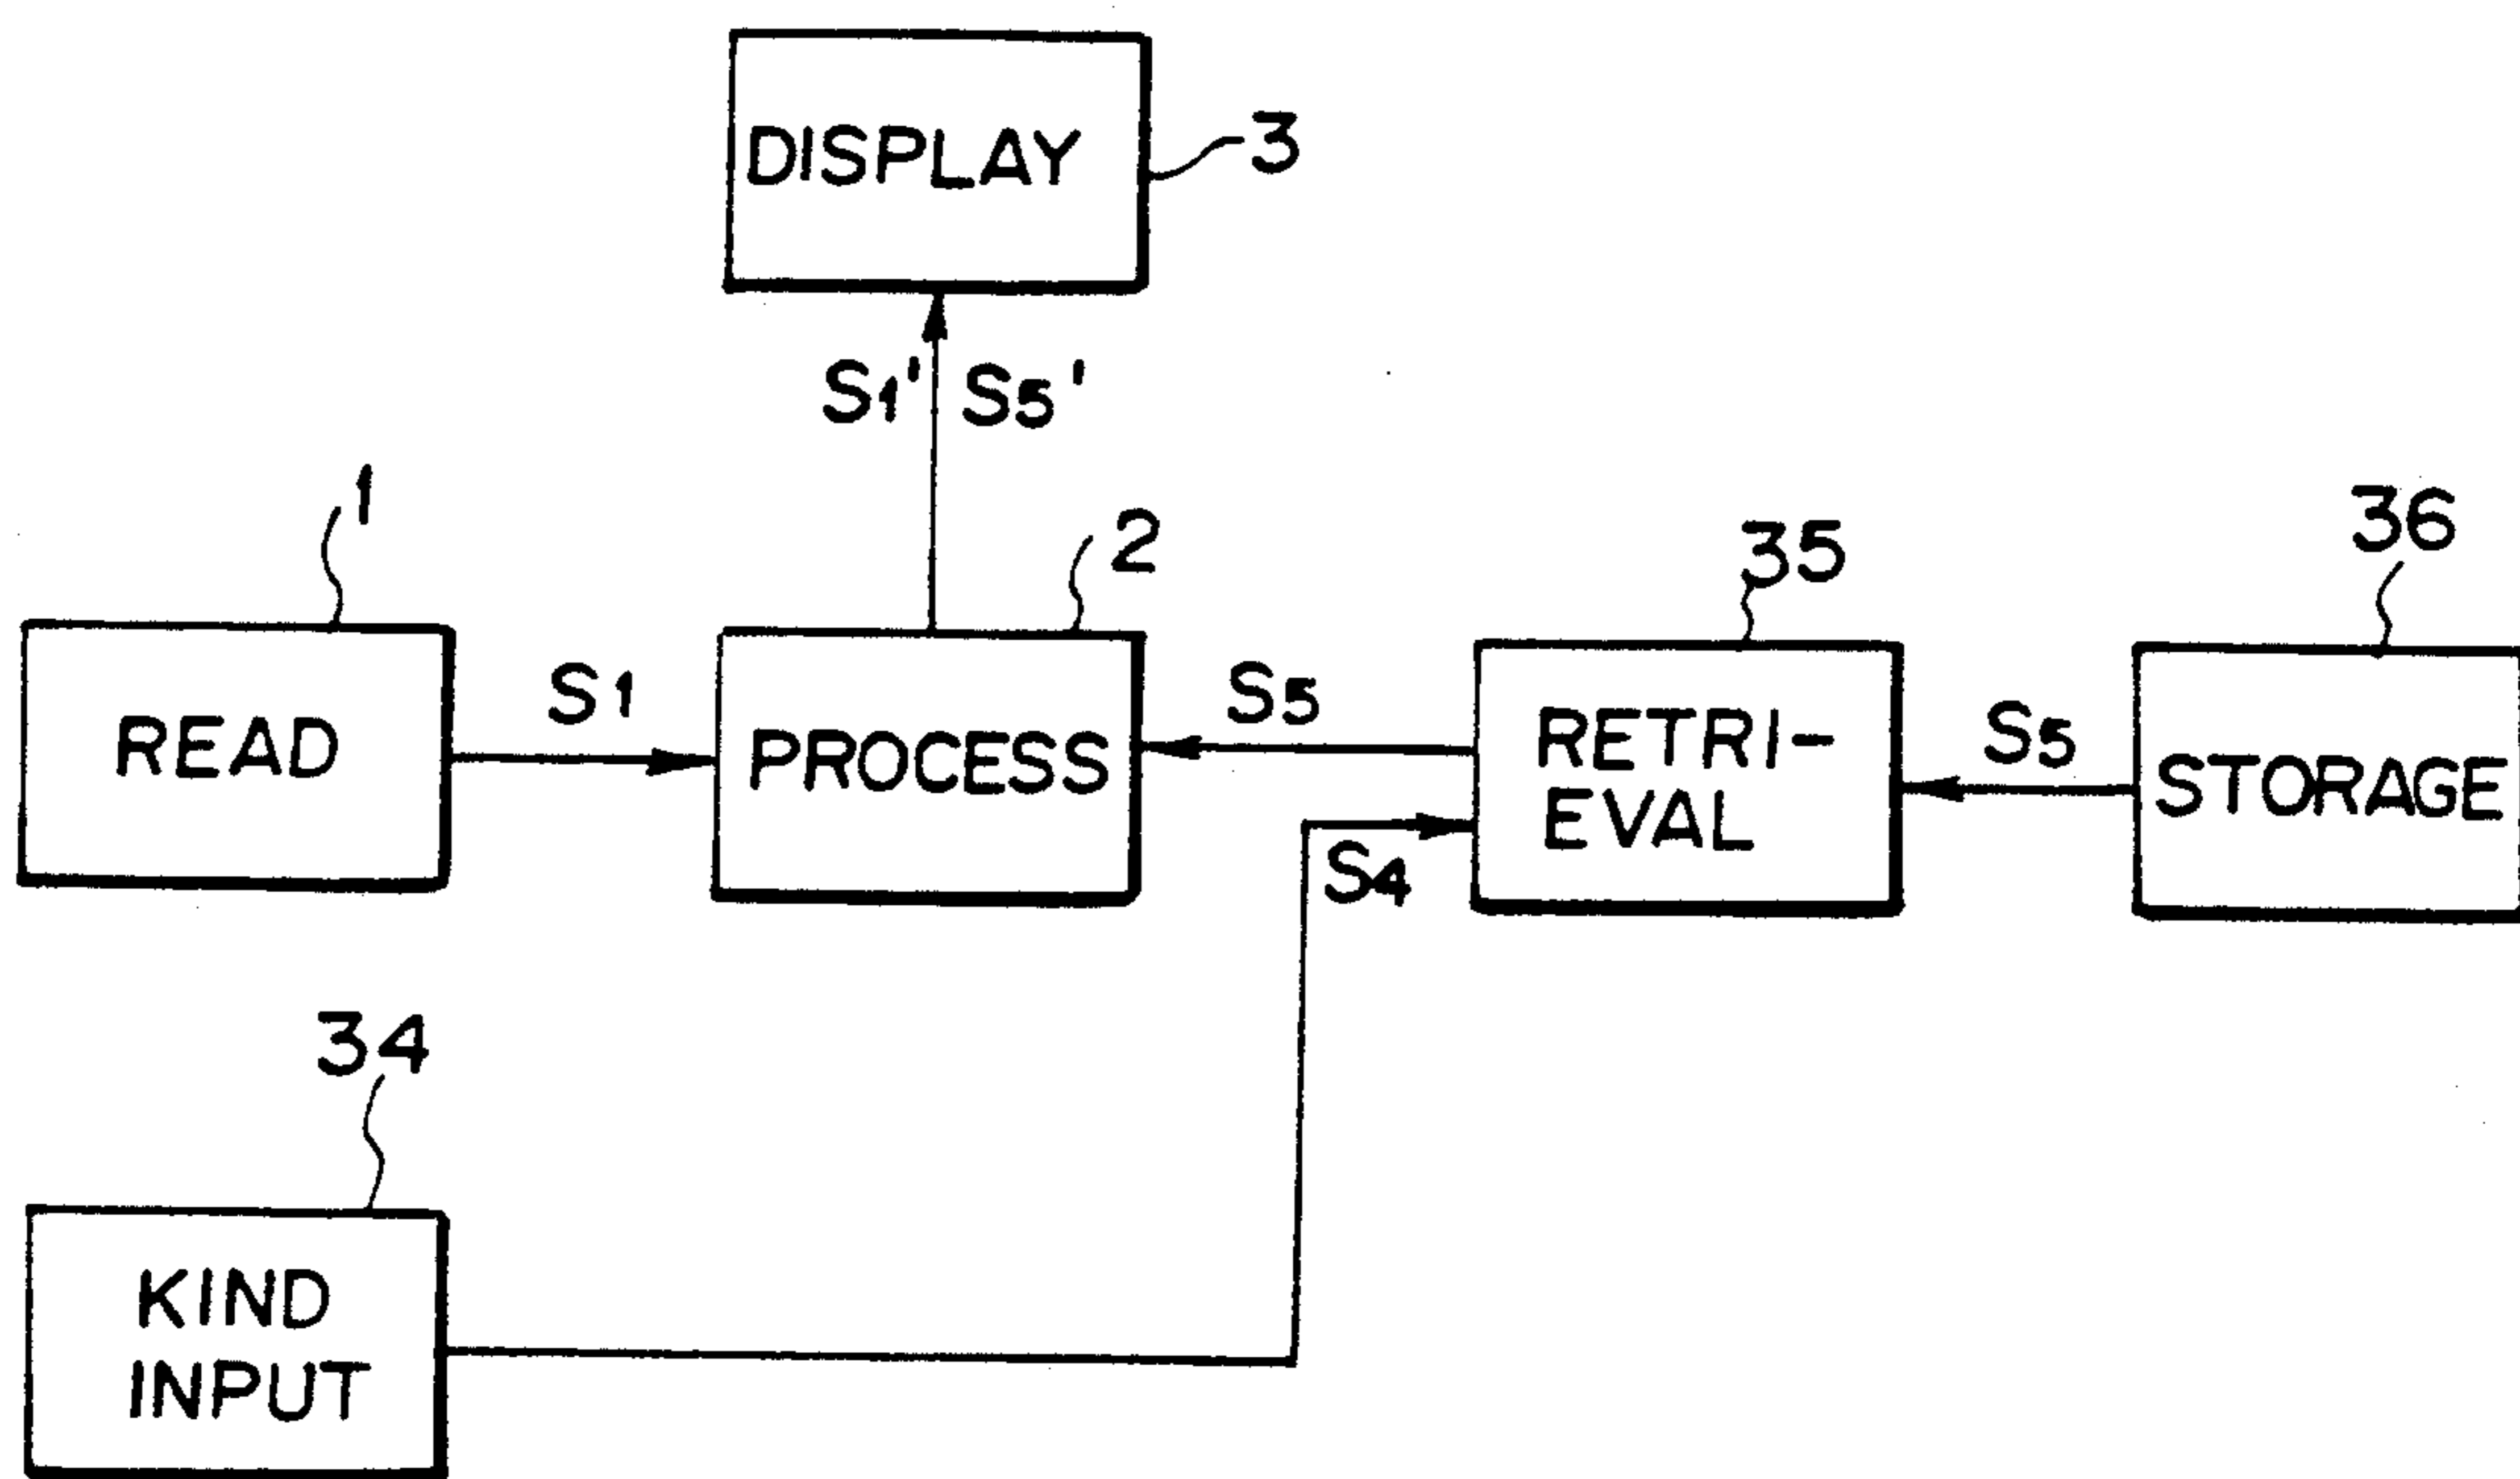 DISPLAY
3
S1' S5'
1
2
35
36
READ
S1
PROCESS
S5
RETRI-
EVAL
S5
STORAGE
S4
34
KIND
INPUT